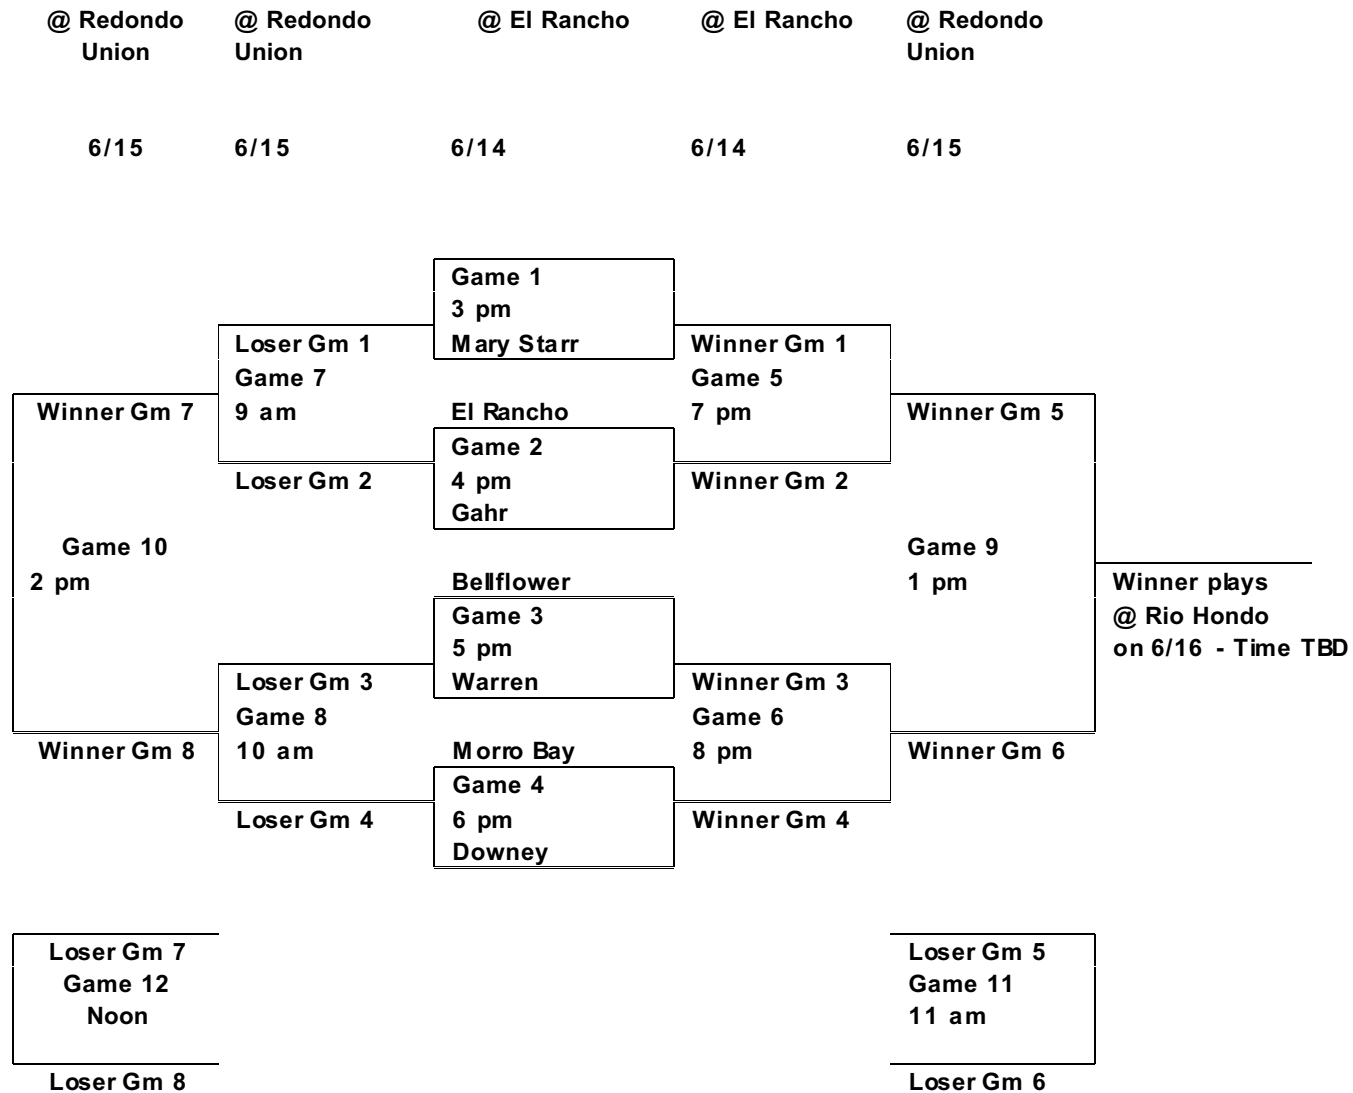 @ Redondo Union
@ Redondo Union
@ El Rancho
@ El Rancho
@ Redondo Union
6/15
6/15
6/14
6/14
6/15
Game 1
3 pm
Loser Gm 1
Mary Starr
Winner Gm 1
Game 7
Game 5
Winner Gm 7
9 am
El Rancho
7 pm
Winner Gm 5
Game 2
Loser Gm 2
4 pm
Winner Gm 2
Gahr
Game 10
Game 9
2 pm
Bellflower
1 pm
Winner plays
Game 3
@ Rio Hondo
5 pm
on 6/16 - Time TBD
Loser Gm 3
Warren
Winner Gm 3
Game 8
Game 6
Winner Gm 8
10 am
Morro Bay
8 pm
Winner Gm 6
Game 4
Loser Gm 4
6 pm
Winner Gm 4
Downey
Loser Gm 7
Loser Gm 5
Game 12
Game 11
Noon
11 am
Loser Gm 8
Loser Gm 6